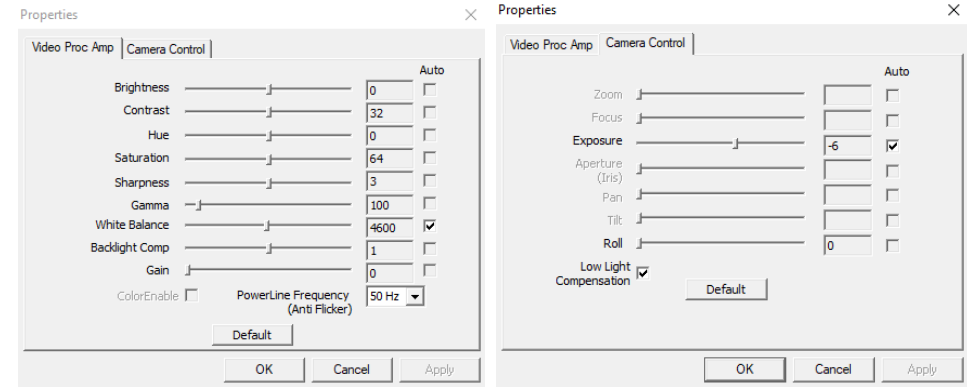 Properties
Video Proc Amp Camera Control
Auto
Brightness 0
Contrast 32
Hue 0
Saturation 64
Sharpness 3
Gamma 100
White Balance 4600
Backlight Comp 1
Gain 0
ColorEnable PowerLine Frequency 50 Hz
(Anti Flicker)
Default
OK Cancel Apply
Properties
Video Proc Amp Camera Control
Auto
Zoom
Focus
Exposure -6
Aperture
(Iris)
Pan
Tilt
Roll 0
Low Light
Compensation
Default
OK Cancel Apply